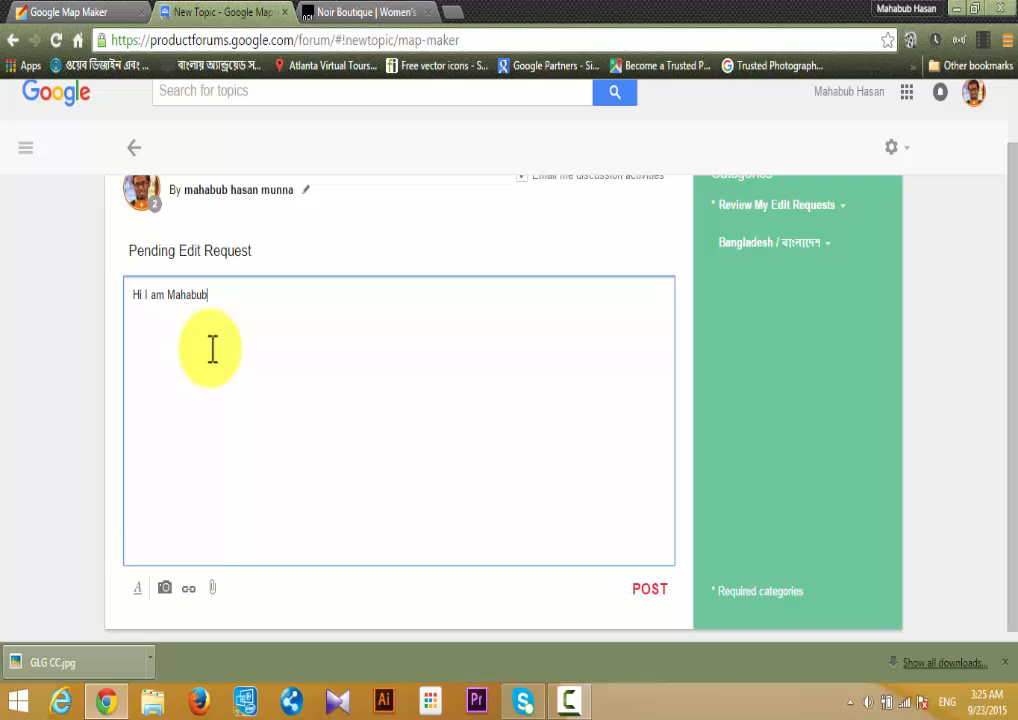 Google Map Maker
New Topic - Google Map
Noir Boutique | Women's
Mahabub Hasan
https://productforums.google.com/forum/#!newtopic/map-maker
Apps
ওয়েব ডিজাইন এবং ...
বাংলায় অ্যান্ড্রয়েড স...
Atlanta Virtual Tours...
Free vector icons - S...
Google Partners - Si...
Become a Trusted P...
Trusted Photograph...
Other bookmarks
Google
Search for topics
Mahabub Hasan
Categories
Email me discussion activities
By mahabub hasan munna
2
* Review My Edit Requests
Bangladesh / বাংলাদেশ
Pending Edit Request
Hi I am Mahabub
A
POST
* Required categories
GLG CC.jpg
Show all downloads...
Ai
Pr
ENG
3:25 AM
9/23/2015